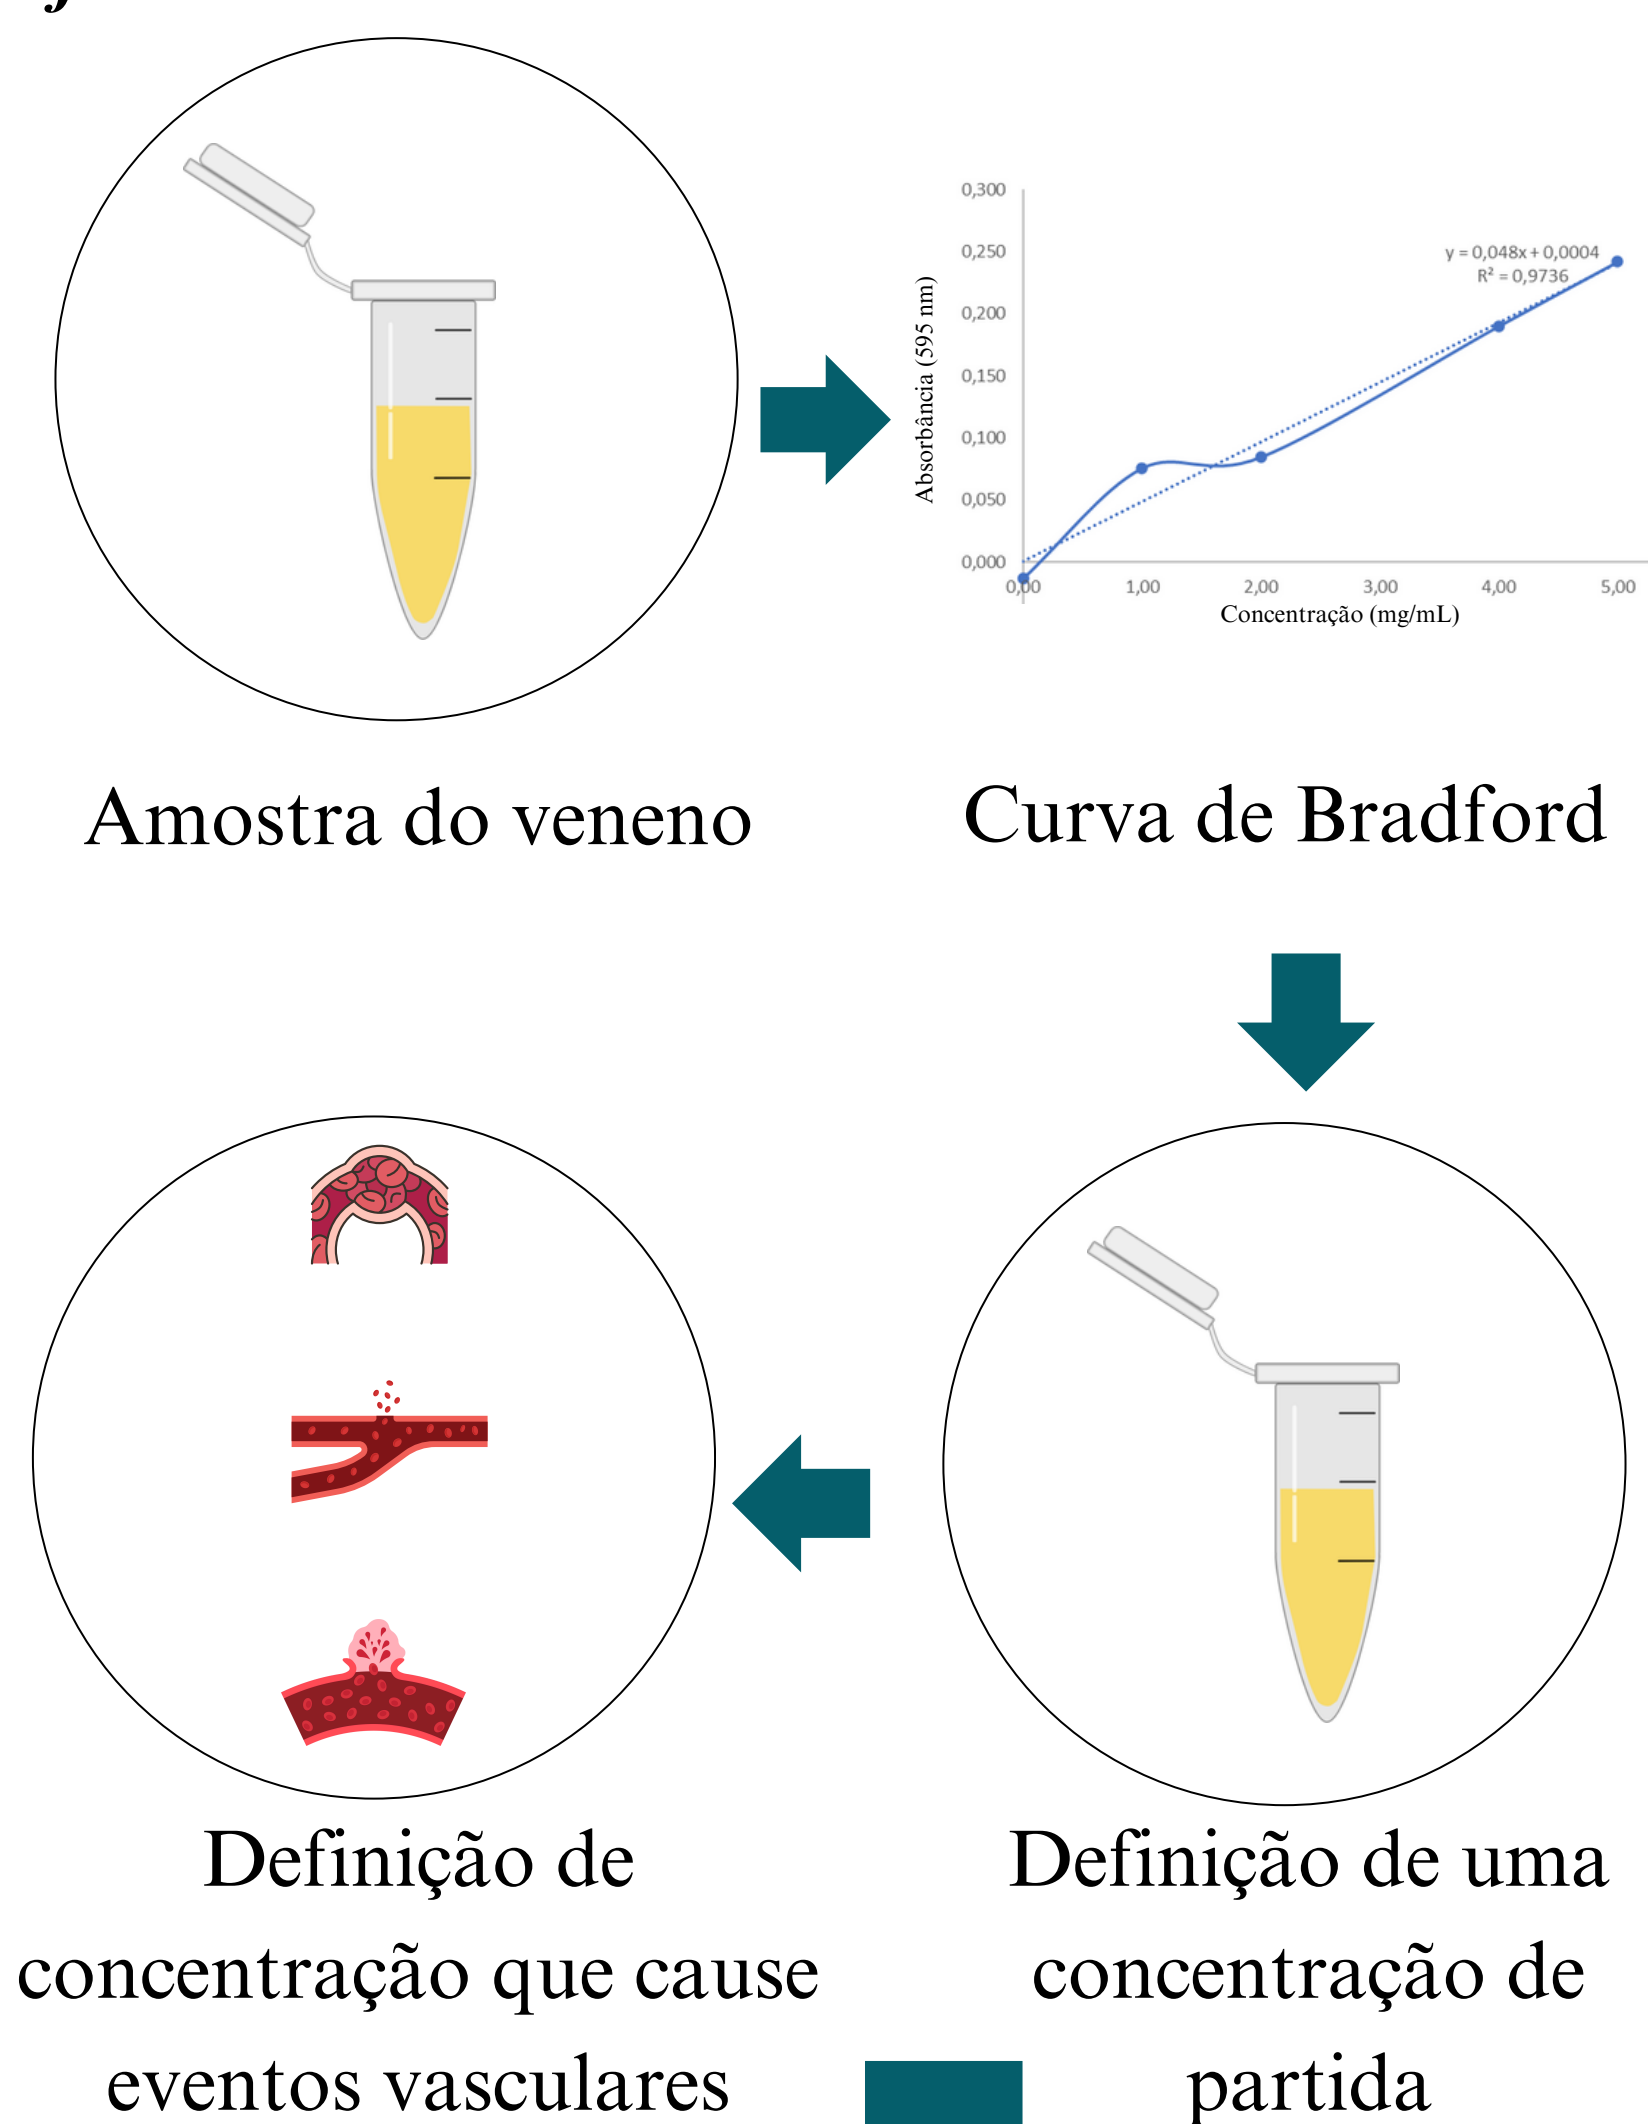 0,300
0,250
0,200
0,150
0,100
0,050
0,000
Absorbância (595 nm)
y = 0,048x + 0,0004
R² = 0,9736
0,00 1,00 2,00 3,00 4,00 5,00
Concentração (mg/mL)
Amostra do veneno
Curva de Bradford
Definição de uma
concentração de
partida
Definição de
concentração que cause
eventos vasculares